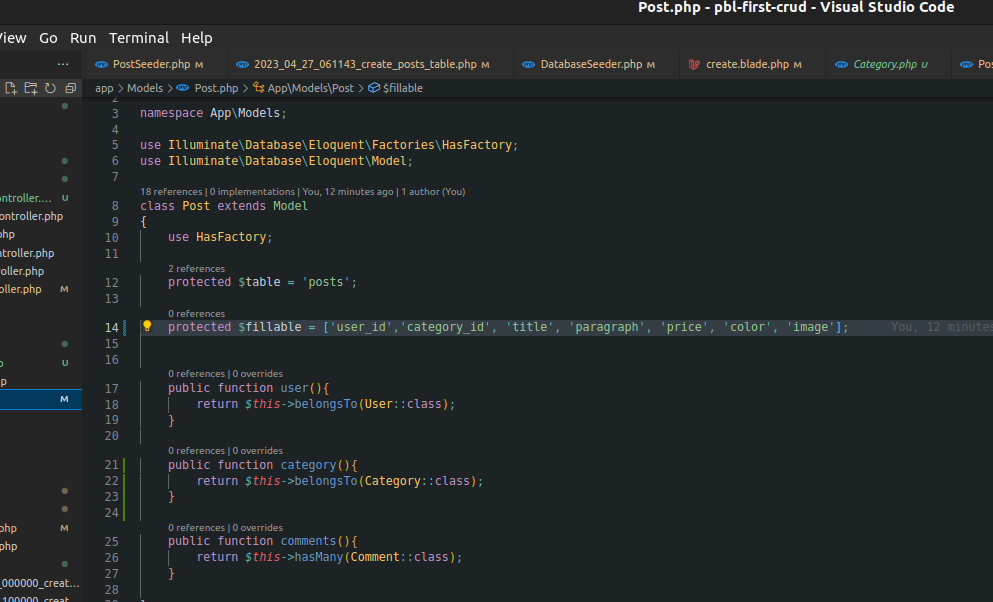 Post.php - pbl-first-crud - Visual Studio Code
View Go Run Terminal Help
··· PostSeeder.php M 2023_04_27_061143_create_posts_table.php M DatabaseSeeder.php M create.blade.php M Category.php U Pos
app > Models > Post.php > App\Models\Post > $fillable
2
3 namespace App\Models;
4
5 use Illuminate\Database\Eloquent\Factories\HasFactory;
6 use Illuminate\Database\Eloquent\Model;
7
18 references | 0 implementations | You, 12 minutes ago | 1 author (You)
8 class Post extends Model
9 {
10 use HasFactory;
11
2 references
12 protected $table = 'posts';
13
0 references
14 protected $fillable = ['user_id','category_id', 'title', 'paragraph', 'price', 'color', 'image']; You, 12 minutes
15
16
0 references | 0 overrides
17 public function user(){
18 return $this->belongsTo(User::class);
19 }
20
0 references | 0 overrides
21 public function category(){
22 return $this->belongsTo(Category::class);
23 }
24
0 references | 0 overrides
25 public function comments(){
26 return $this->hasMany(Comment::class);
27 }
28
ontroller.... U
ontroller.php
hp
ntroller.php
oller.php
oller.php M
U
p
M
php M
php
_000000_creat...
_100000_creat...